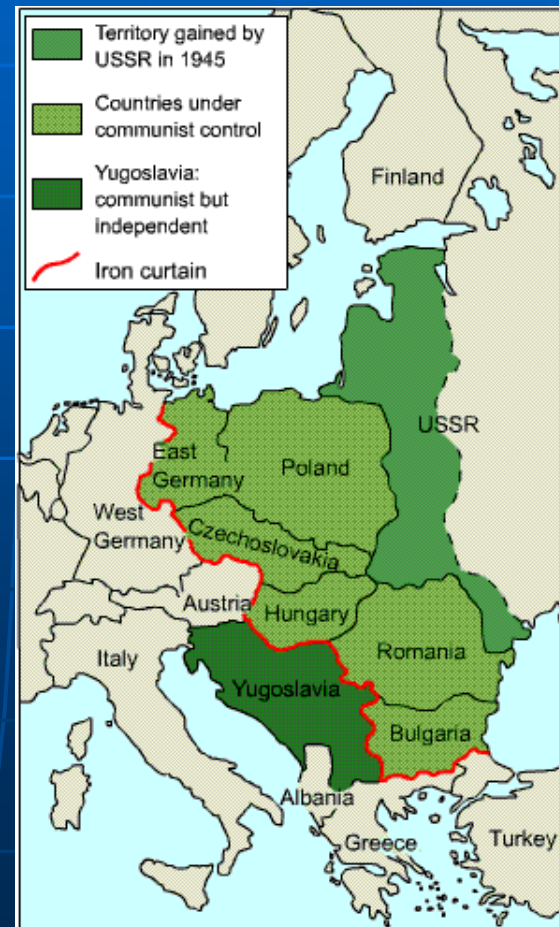 Territory gained by
USSR in 1945
Countries under
communist control
Yugoslavia:
communist but
independent
Iron curtain
Finland
USSR
East
Germany
Poland
West
Germany
Czechoslovakia
Austria
Hungary
Italy
Romania
Yugoslavia
Bulgaria
Albania
Greece
Turkey